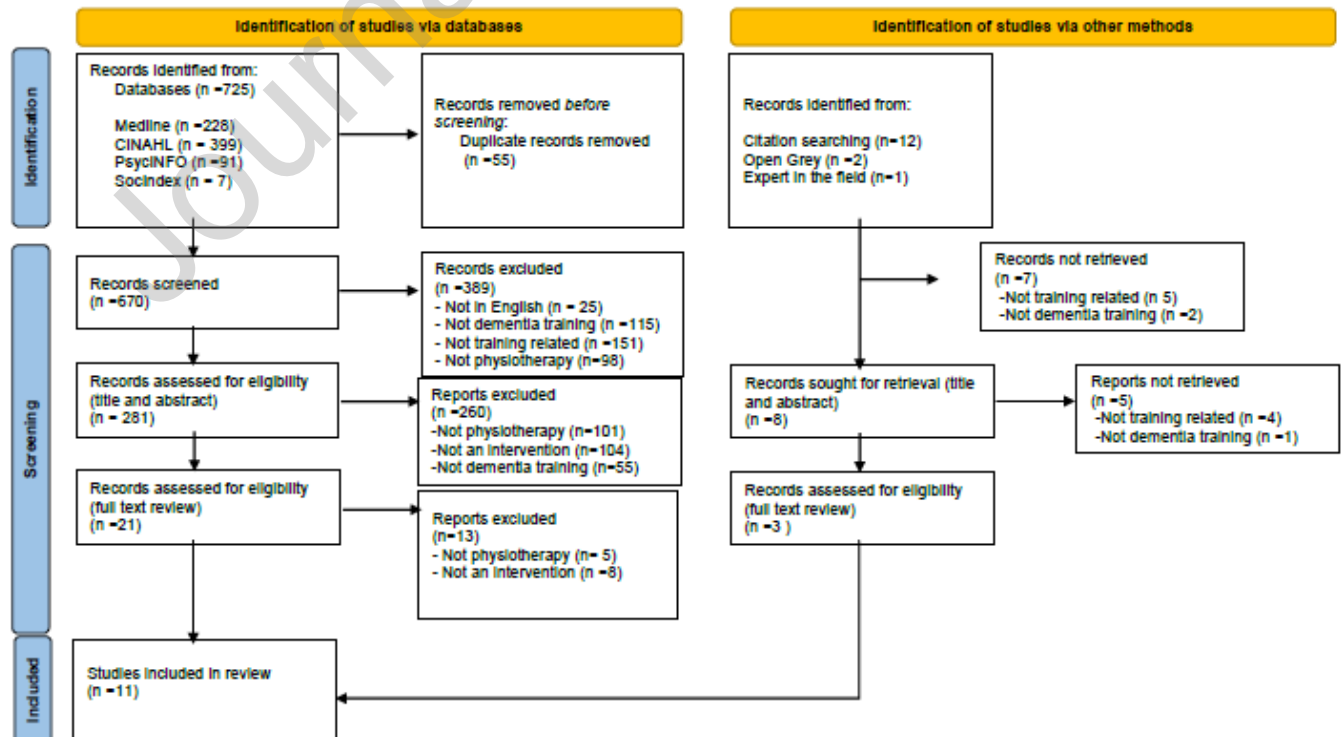 Identification of studies via databases
Identification of studies via other methods
Identification
Records identified from:
Databases (n =725)
Medline (n =228)
CINAHL (n = 399)
PsycINFO (n =91)
SocIndex (n = 7)
Records removed before
screening:
Duplicate records removed
(n =55)
Records identified from:
Citation searching (n=12)
Open Grey (n =2)
Expert in the field (n=1)
Screening
Records screened
(n =670)
Records excluded
(n =389)
- Not in English (n = 25)
- Not dementia training (n =115)
- Not training related (n =151)
- Not physiotherapy (n=98)
Records not retrieved
(n =7)
-Not training related (n 5)
-Not dementia training (n =2)
Records assessed for eligibility
(title and abstract)
(n = 281)
Reports excluded
(n =260)
-Not physiotherapy (n=101)
-Not an intervention (n=104)
-Not dementia training (n=55)
Records sought for retrieval (title
and abstract)
(n =8)
Reports not retrieved
(n =5)
-Not training related (n =4)
-Not dementia training (n =1)
Records assessed for eligibility
(full text review)
(n =21)
Reports excluded
(n=13)
- Not physiotherapy (n= 5)
- Not an intervention (n =8)
Records assessed for eligibility
(full text review)
(n =3 )
Included
Studies included in review
(n =11)
Journa